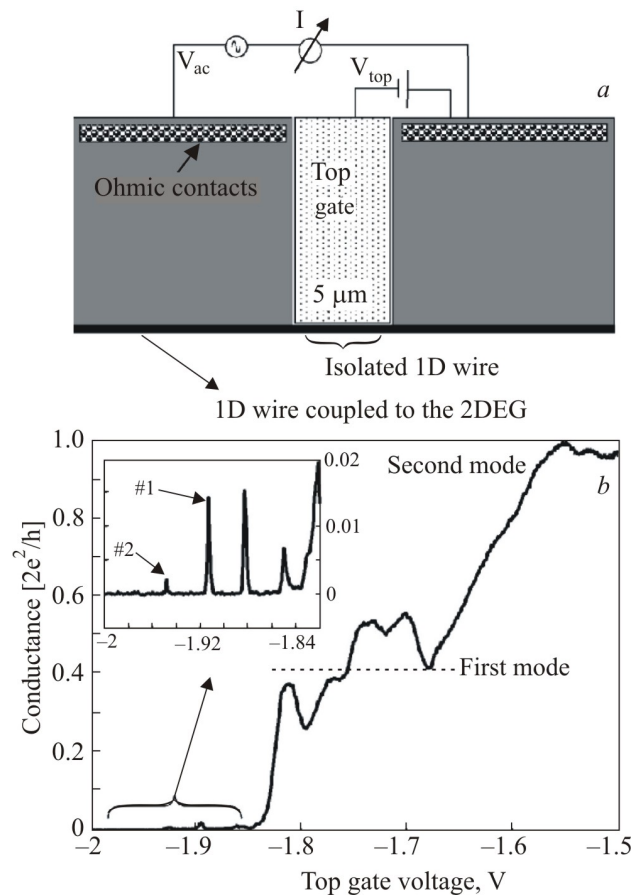 I
V_ac
V_top
a
Ohmic contacts
Top
gate
5 μm
Isolated 1D wire
1D wire coupled to the 2DEG
b
Conductance [2e²/h]
1.0
0.8
0.6
0.4
0.2
0
Second mode
First mode
#1
#2
0.02
0.01
0
–2
–1.92
–1.84
–2
–1.9
–1.8
–1.7
–1.6
–1.5
Top gate voltage, V